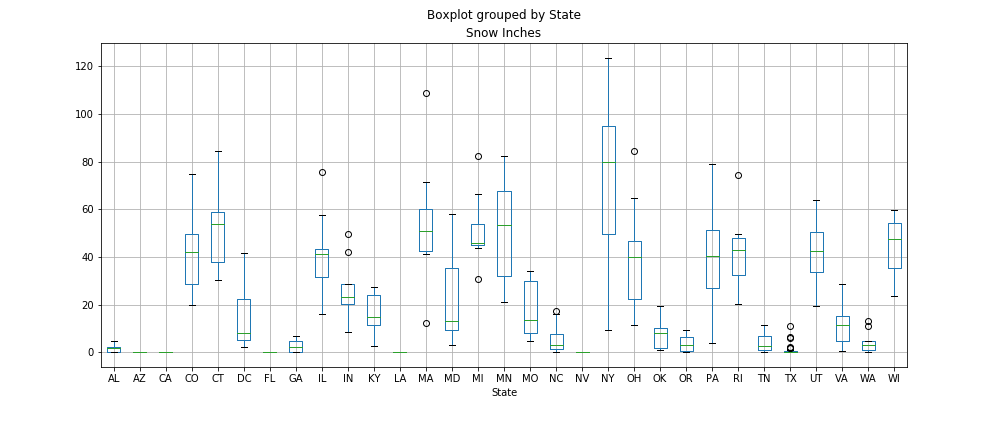 Boxplot grouped by State
Snow Inches
120
100
80
60
40
20
0
AL AZ CA CO CT DC FL GA IL IN KY LA MA MD MI MN MO NC NV NY OH OK OR PA RI TN TX UT VA WA WI
State